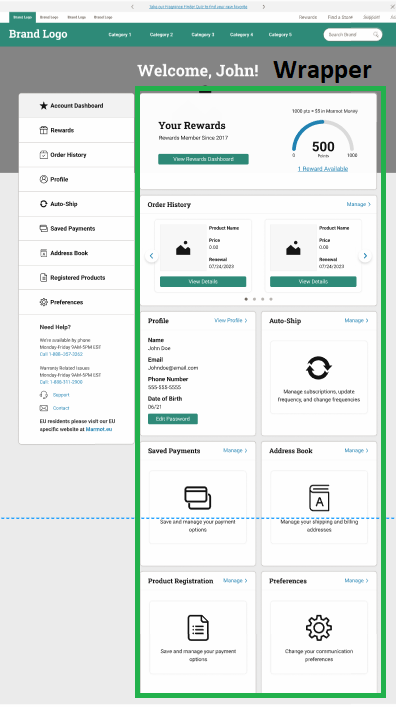 Take our Fragrance Finder Quiz to find your new favorite
Brand Logo Brand Logo Brand Logo Brand Logo
Rewards Find a Store Support
Brand Logo
Category 1 Category 2 Category 3 Category 4 Category 5
Search Brand
Welcome, John! Wrapper
Account Dashboard
Rewards
Order History
Profile
Auto-Ship
Saved Payments
Address Book
Registered Products
Preferences
Need Help?
We're available by phone
Monday-Friday 9AM-5PM EST.
Call 1-888-357-3262
Warranty Related Issues
Monday-Friday 9AM-5PM EST
Call 1-888-311-2900
Support
Contact
EU residents please visit our EU
specific website at Marmot.eu
1000 pts = $5 in Marmot Money
Your Rewards
Rewards Member Since 2017
View Rewards Dashboard
500
0 Points 1000
1 Reward Available
Order History
Manage >
Product Name
Price
0.00
Renewal
07/24/2023
View Details
Product Name
Price
0.00
Renewal
07/24/2023
View Details
Profile
View Profile >
Name
John Doe
Email
Johndoe@email.com
Phone Number
555-555-5555
Date of Birth
06/21
Edit Password
Auto-Ship
Manage >
Manage subscriptions, update
frequency, and change frequencies
Saved Payments
Manage >
Save and manage your payment
options
Address Book
Manage >
A
Manage your shipping and billing
addresses
Product Registration
Manage >
Save and manage your payment
options
Preferences
Manage >
Change your communication
preferences